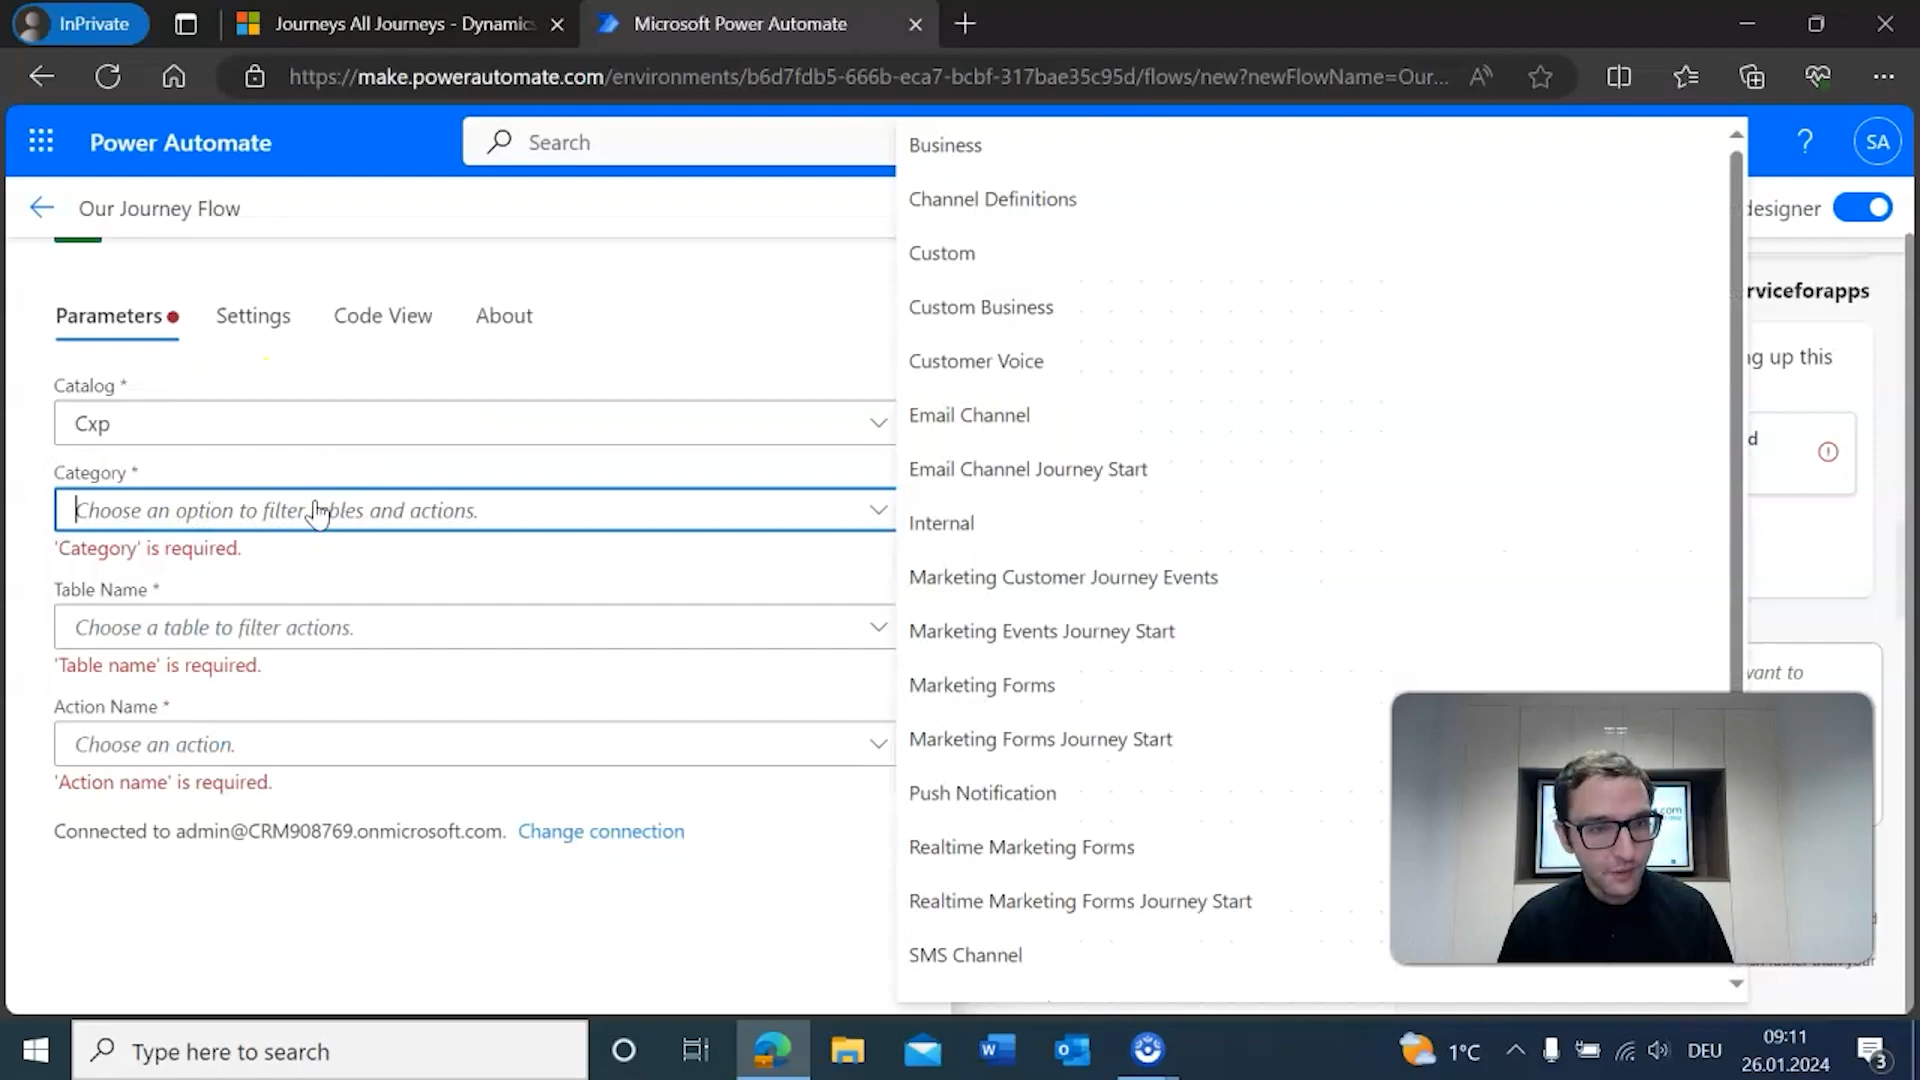 InPrivate
Journeys All Journeys - Dynamics
Microsoft Power Automate
https://make.powerautomate.com/environments/b6d7fdb5-666b-eca7-bcbf-317bae35c95d/flows/new?newFlowName=Our...
Power Automate
Search
?
SA
Our Journey Flow
designer
Parameters
Settings
Code View
About
Catalog *
Cxp
Category *
Choose an option to filter tables and actions.
'Category' is required.
Table Name *
Choose a table to filter actions.
'Table name' is required.
Action Name *
Choose an action.
'Action name' is required.
Connected to admin@CRM908769.onmicrosoft.com. Change connection
Business
Channel Definitions
Custom
Custom Business
Customer Voice
Email Channel
Email Channel Journey Start
Internal
Marketing Customer Journey Events
Marketing Events Journey Start
Marketing Forms
Marketing Forms Journey Start
Push Notification
Realtime Marketing Forms
Realtime Marketing Forms Journey Start
SMS Channel
rviceforapps
ng up this
d
want to
Type here to search
1°C
DEU
09:11
26.01.2024
3